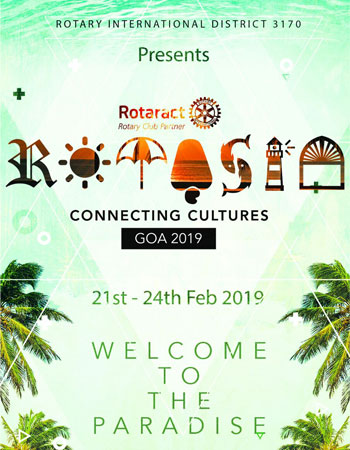 ROTARY INTERNATIONAL DISTRICT 3170
Presents
Rotaract
Rotary Club Partner
ROTASIA
CONNECTING CULTURES
GOA 2019
21st - 24th Feb 2019
WELCOME
TO
THE
PARADISE